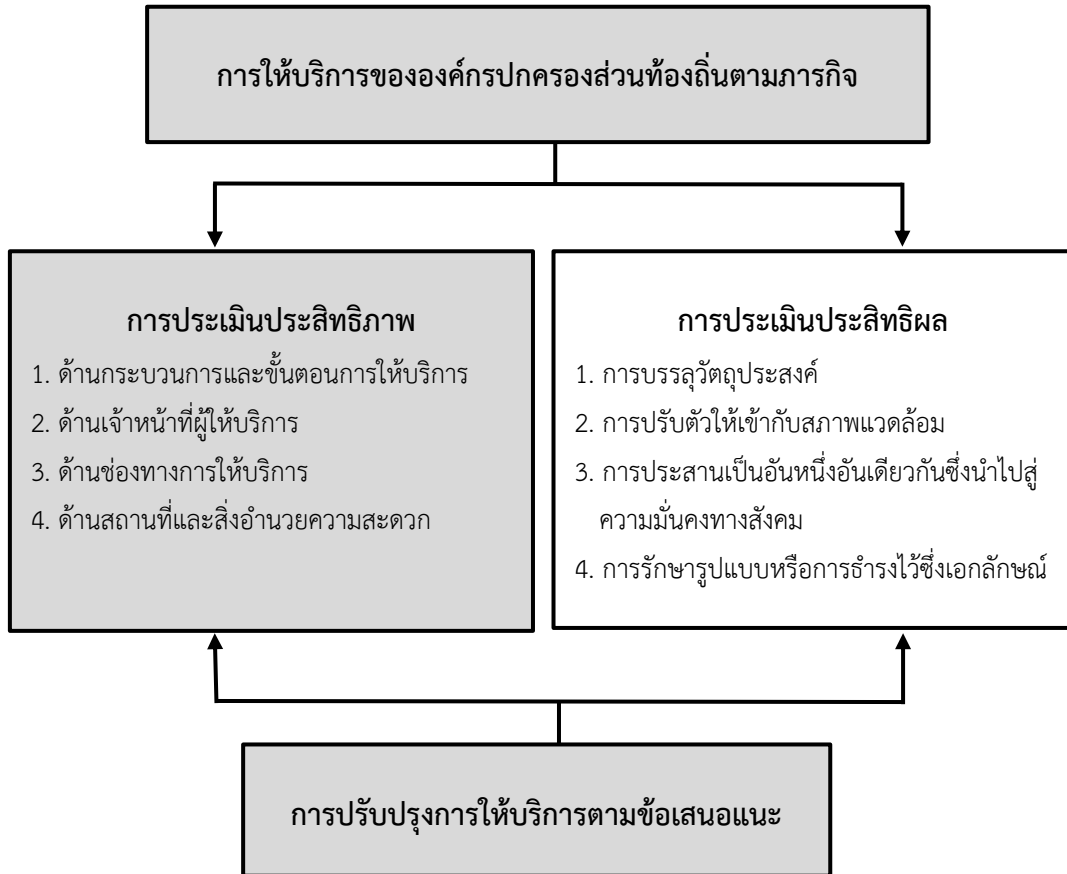 การให้บริการขององค์กรปกครองส่วนท้องถิ่นตามภารกิจ
การประเมินประสิทธิภาพ
1. ด้านกระบวนการและขั้นตอนการให้บริการ
2. ด้านเจ้าหน้าที่ผู้ให้บริการ
3. ด้านช่องทางการให้บริการ
4. ด้านสถานที่และสิ่งอำนวยความสะดวก
การประเมินประสิทธิผล
1. การบรรลุวัตถุประสงค์
2. การปรับตัวให้เข้ากับสภาพแวดล้อม
3. การประสานเป็นอันหนึ่งอันเดียวกันซึ่งนำไปสู่
ความมั่นคงทางสังคม
4. การรักษารูปแบบหรือการธำรงไว้ซึ่งเอกลักษณ์
การปรับปรุงการให้บริการตามข้อเสนอแนะ